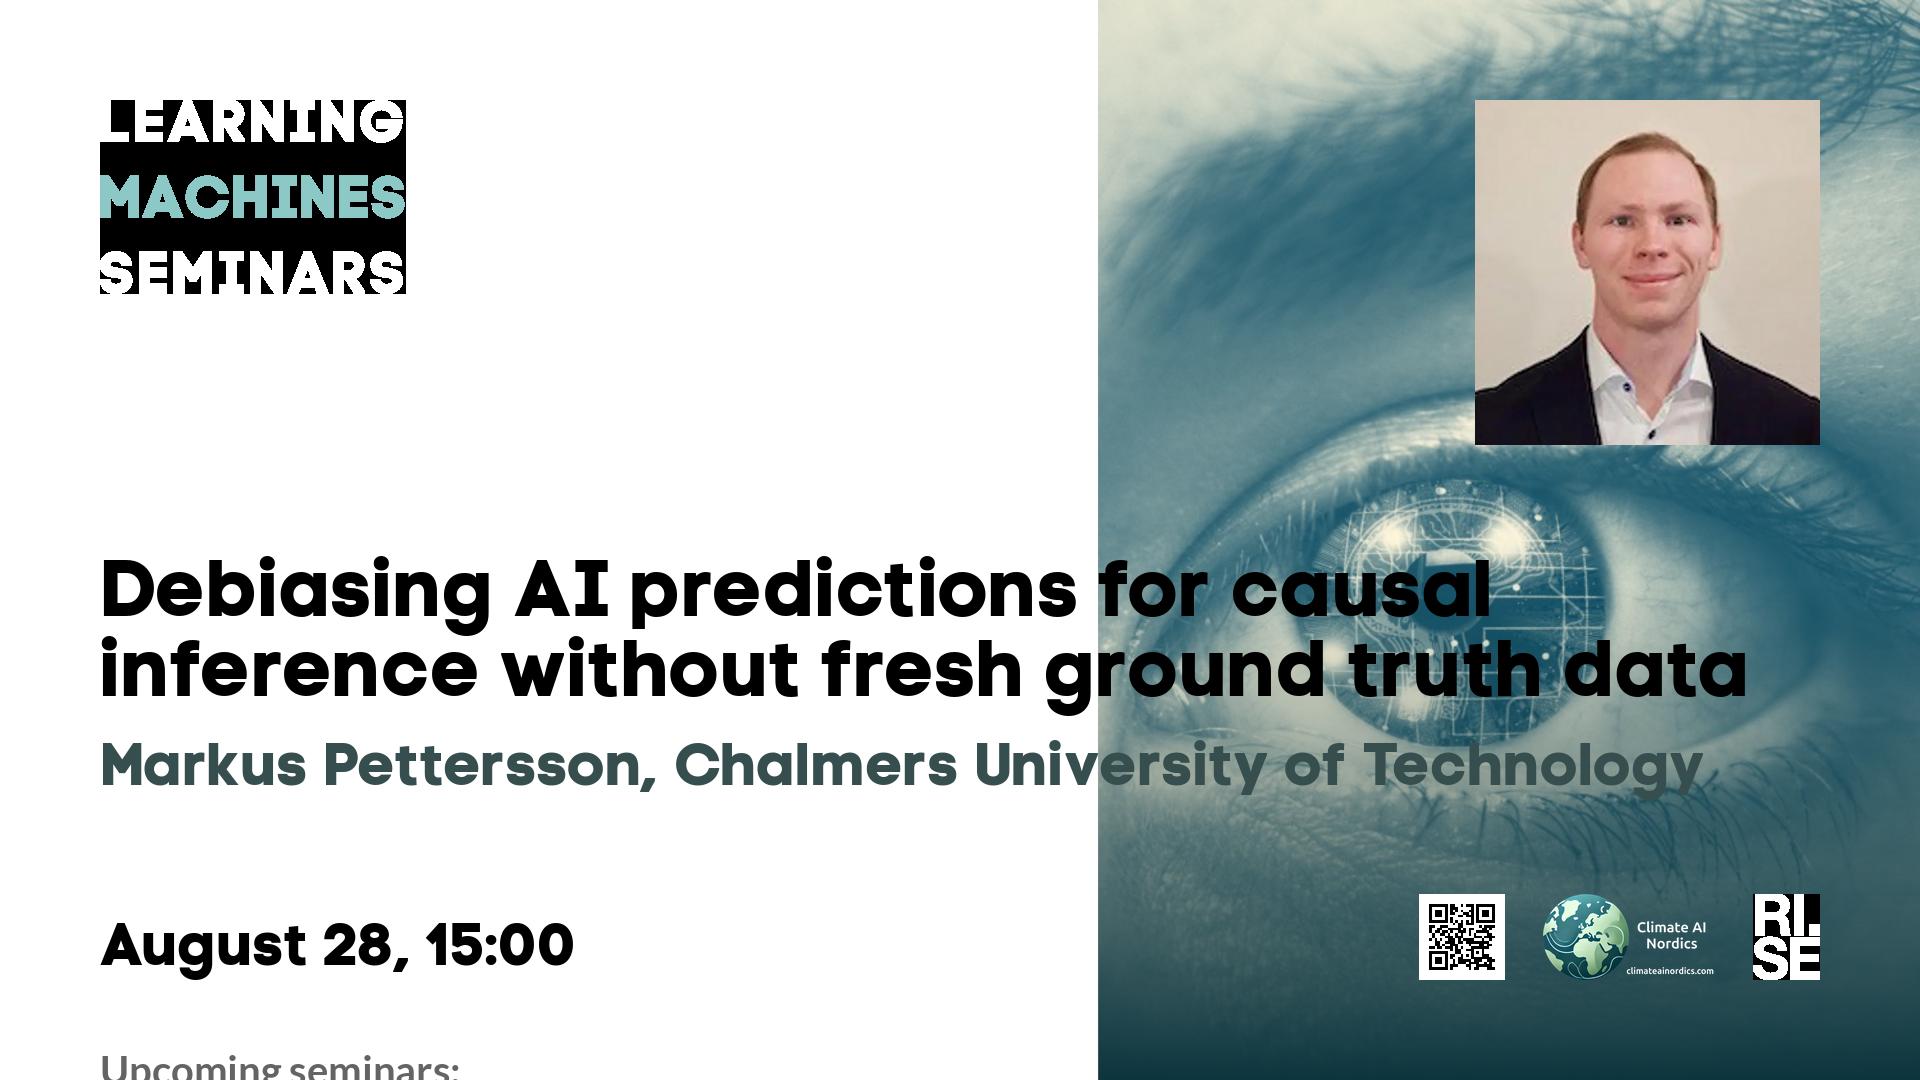 LEARNING
MACHINES
SEMINARS
Debiasing AI predictions for causal
inference without fresh ground truth data
Markus Pettersson, Chalmers University of Technology
August 28, 15:00
Climate AI
Nordics
climateainordics.com
RI.
SE
Upcoming seminars: